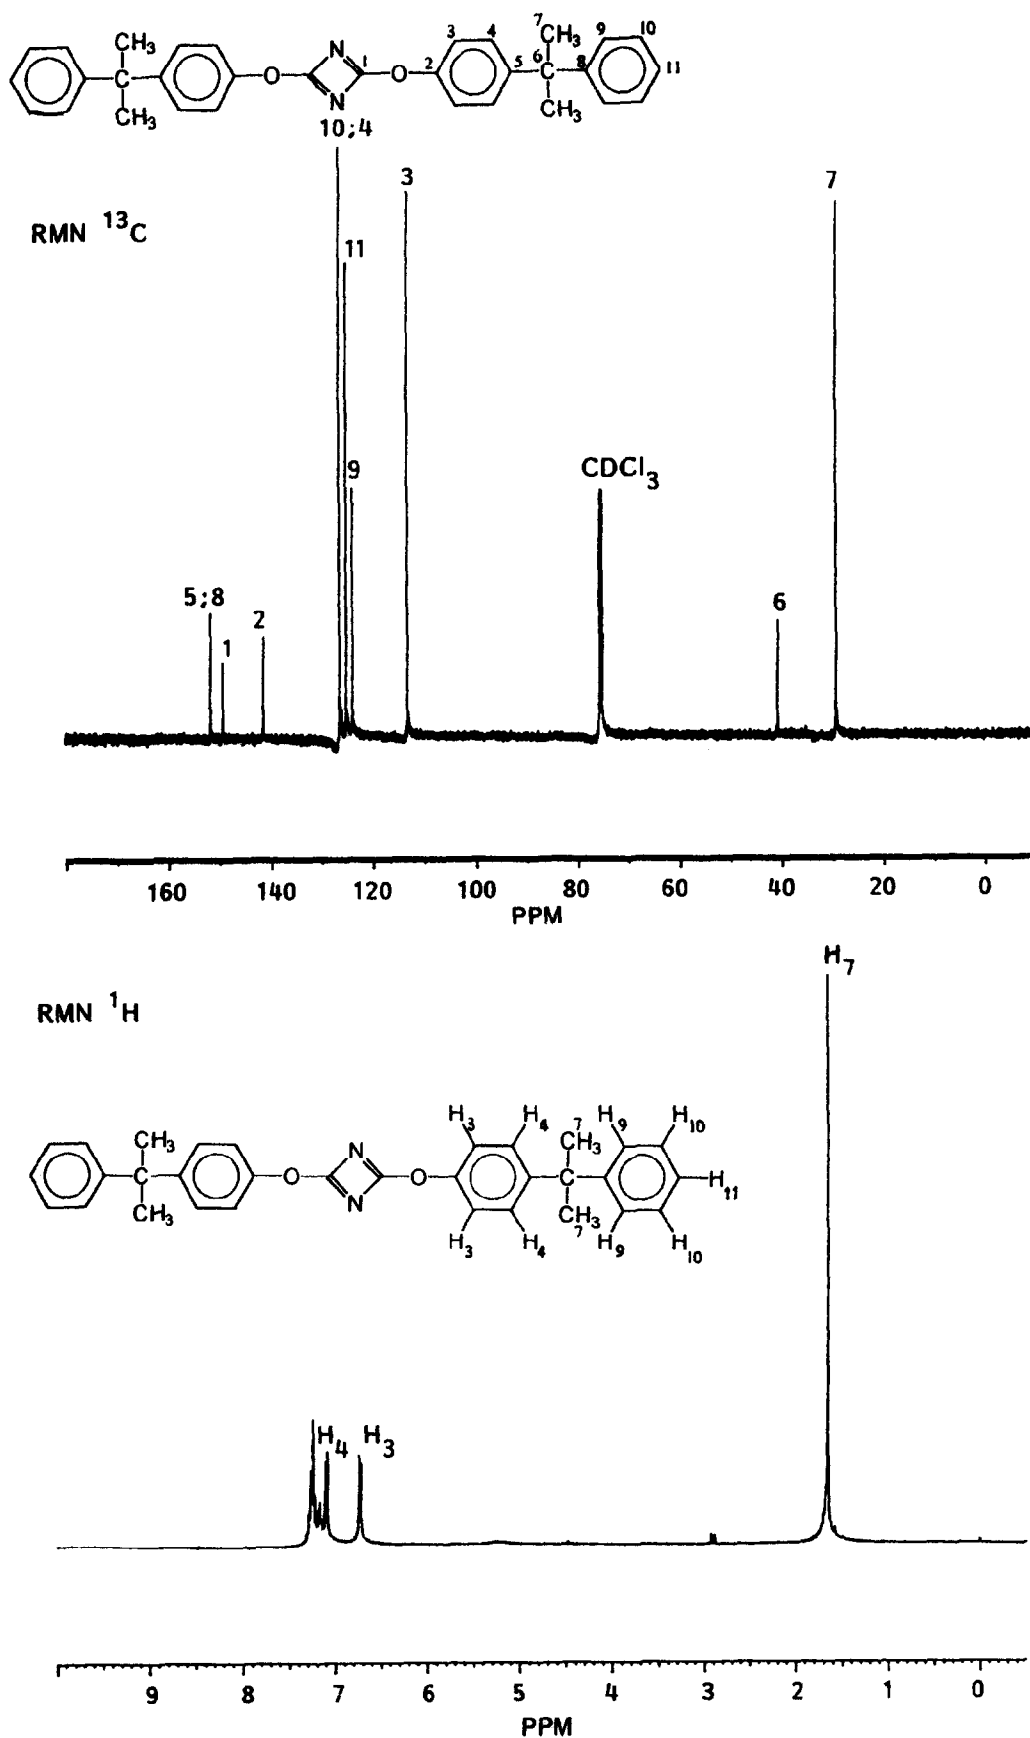 3 4 7 CH3 9 10
CH3 N 1 2 5 6 8 11
C O O C
CH3 N CH3
10;4
3
7
RMN 13C
11
9
CDCl3
5;8
2
1
6
160 140 120 100 80 60 40 20 0
PPM
H7
RMN 1H
H3 H4 7 H9 H10
CH3 N CH3
C O O C H11
CH3 N CH3
H3 H4 7 H9 H10
H4 H3
9 8 7 6 5 4 3 2 1 0
PPM